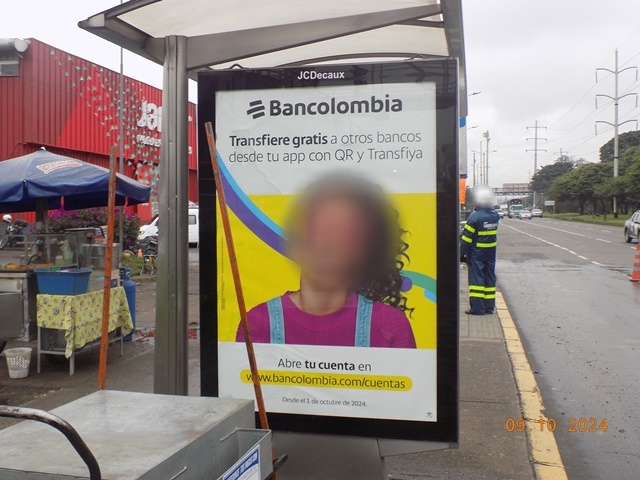 JCDecaux
Bancolombia
Transfiere gratis a otros bancos
desde tu app con QR y Transfiya
Abre tu cuenta en
www.bancolombia.com/cuentas
Desde el 1 de octubre de 2024.
09.10.2024